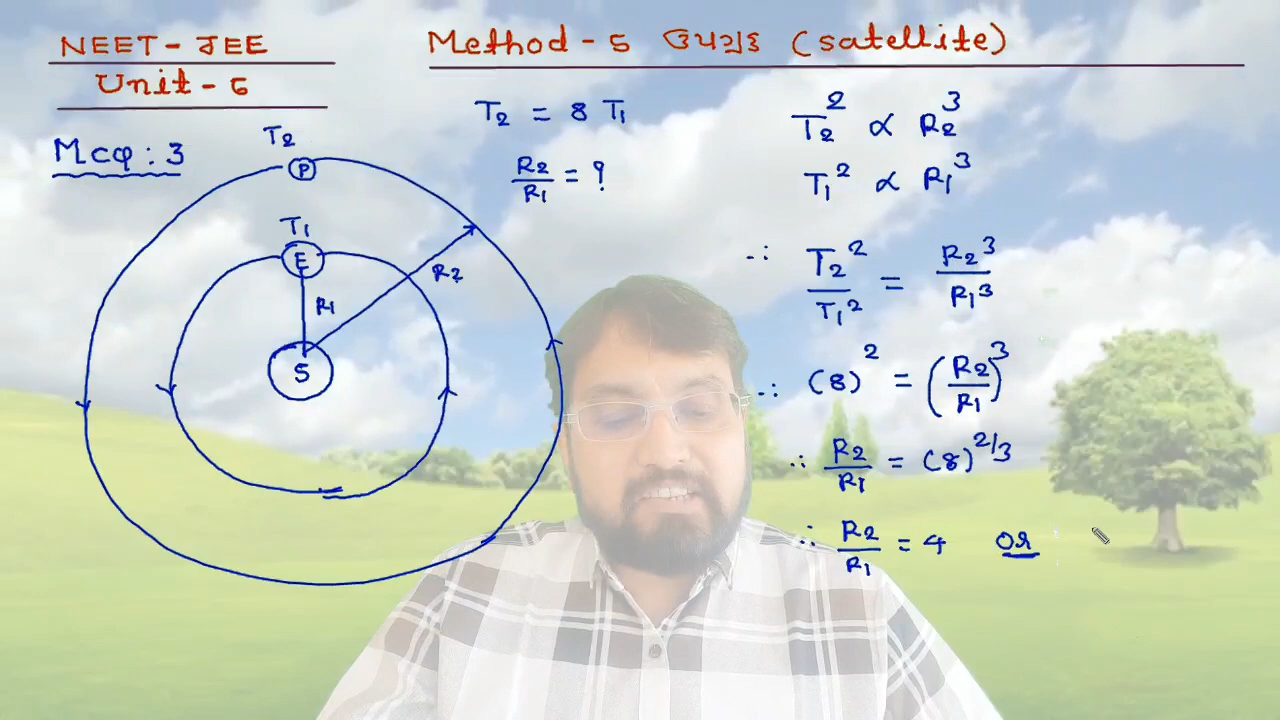 NEET - JEE
Unit - 6
Method - 5 ઉપગ્રહ (satellite)
Mcq : 3
T₂ = 8 T₁
R₂/R₁ = ?
T₂² ∝ R₂³
T₁² ∝ R₁³
∴ T₂²/T₁² = R₂³/R₁³
∴ (8)² = (R₂/R₁)³
∴ R₂/R₁ = (8)^2/3
∴ R₂/R₁ = 4 or
T₂
P
T₁
E
R₂
R₁
S